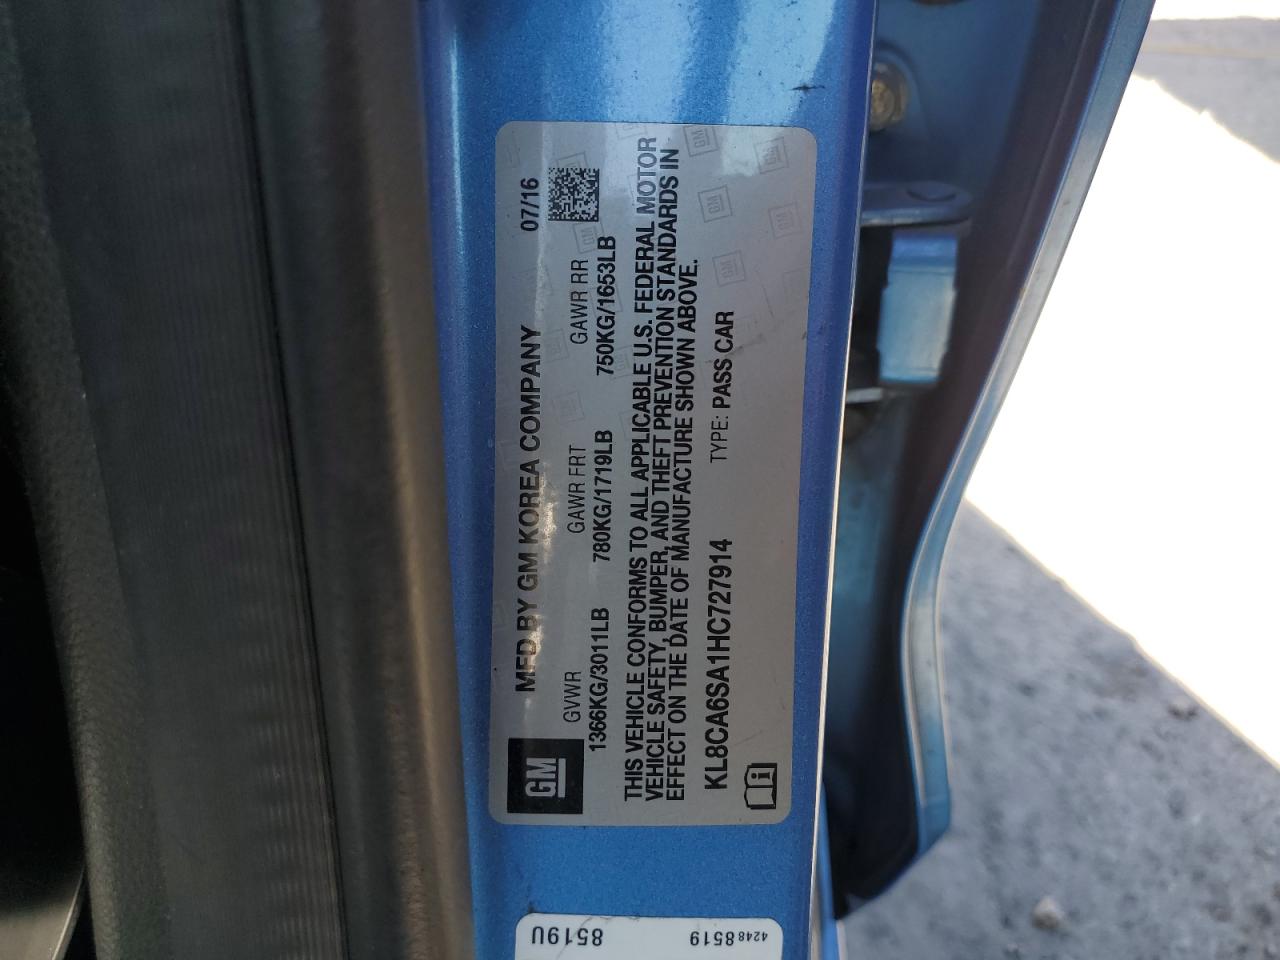 MFD BY GM KOREA COMPANY 07/16
GVWR GAWR FRT GAWR RR
1366KG/3011LB 780KG/1719LB 750KG/1653LB
THIS VEHICLE CONFORMS TO ALL APPLICABLE U.S. FEDERAL MOTOR
VEHICLE SAFETY, BUMPER, AND THEFT PREVENTION STANDARDS IN
EFFECT ON THE DATE OF MANUFACTURE SHOWN ABOVE.
KL8CA6SA1HC727914 TYPE: PASS CAR
GM
42488519
8519U